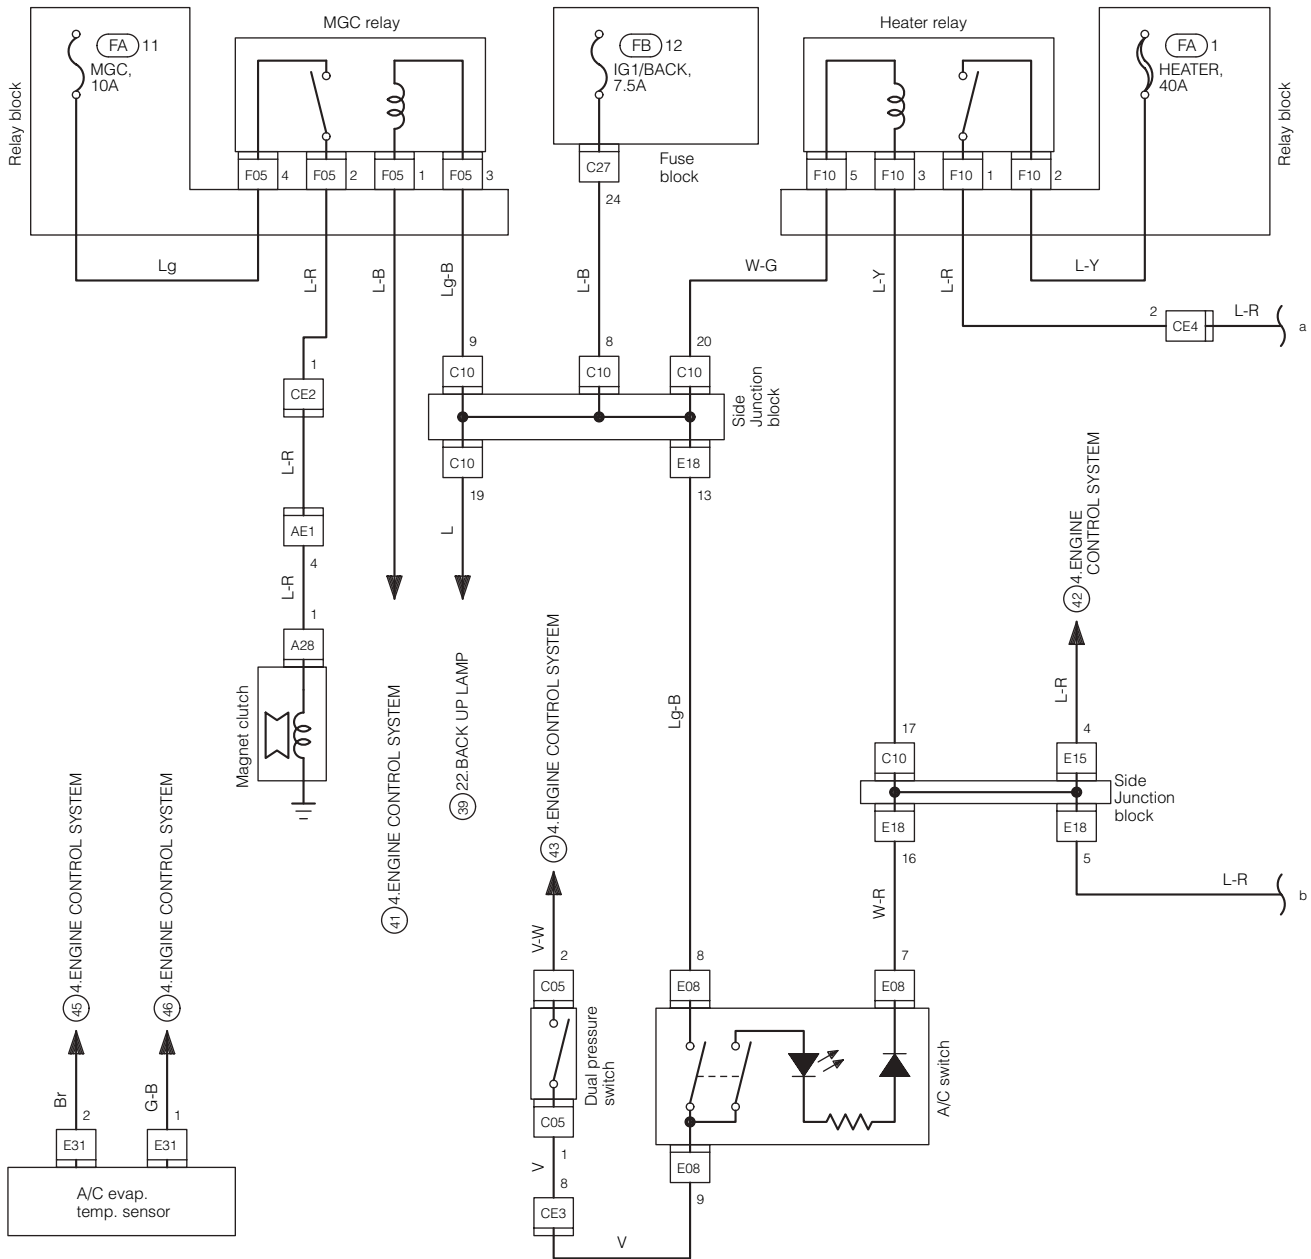 MGC relay
Heater relay
Relay block
FA 11
MGC,
10A
FB 12
IG1/BACK,
7.5A
FA 1
HEATER,
40A
Relay block
F05 4
F05 2
F05 1
F05 3
C27
24
Fuse
block
F10 5
F10 3
F10 1
F10 2
Lg
L-R
L-B
Lg-B
L-B
W-G
L-Y
L-R
L-Y
2
CE4
L-R
a
1
CE2
9
C10
8
C10
20
C10
Side
Junction
block
C10
19
E18
13
L-R
L
AE1
4
L-R
1
A28
Magnet clutch
41 4.ENGINE CONTROL SYSTEM
39 22.BACK UP LAMP
43 4.ENGINE CONTROL SYSTEM
Lg-B
42 4.ENGINE
CONTROL SYSTEM
L-R
17
C10
4
E15
Side
Junction
block
E18
16
E18
5
W-R
L-R
b
45 4.ENGINE CONTROL SYSTEM
46 4.ENGINE CONTROL SYSTEM
V-W
2
C05
8
E08
7
E08
Dual pressure
switch
A/C switch
Br
2
E31
G-B
1
E31
A/C evap.
temp. sensor
C05
1
V
8
CE3
E08
9
V